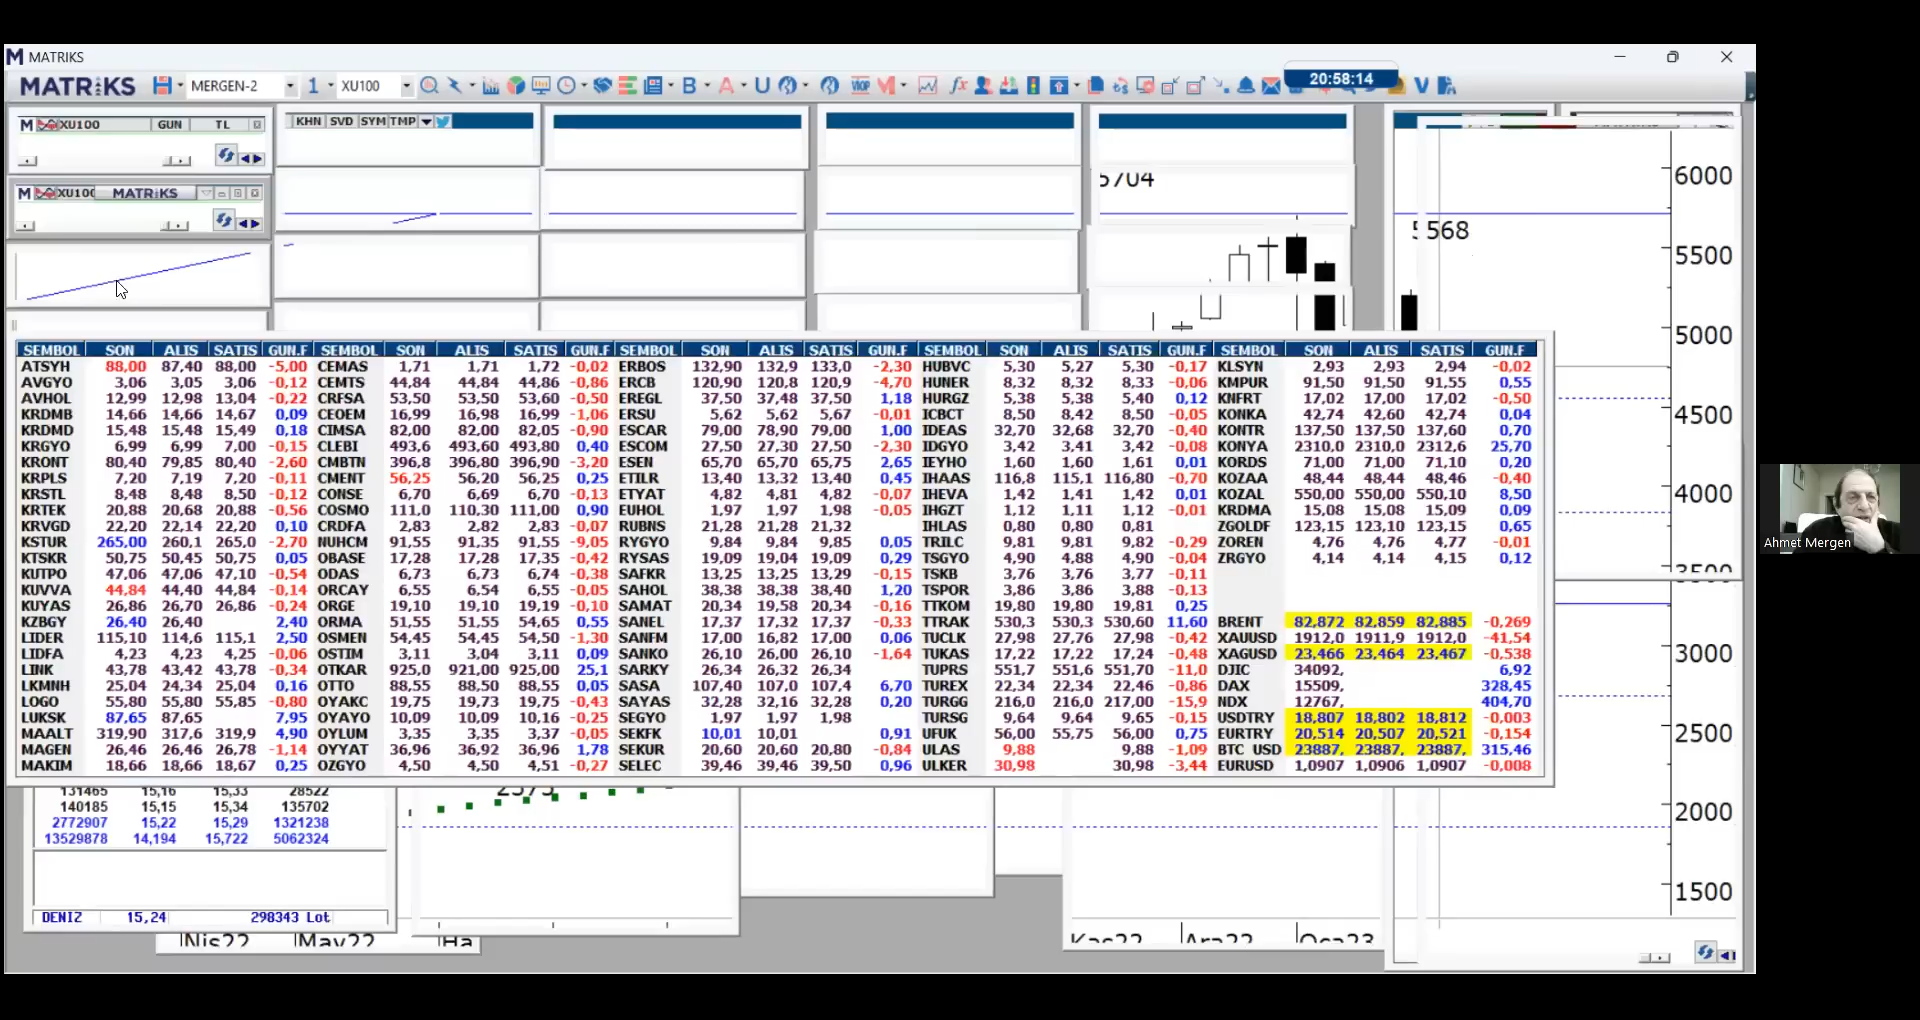 MATRIKS
MATRiKS MERGEN-2 1 XU100 B A U VIOP M fx 20:58:14 V
XU100 GUN TL KHN SVD SYM TMP
XU100 MATRiKS
5704
5568
6000
5500
5000
4500
4000
3500
3000
2500
2000
1500
SEMBOL SON ALIS SATIS GUN.F SEMBOL SON ALIS SATIS GUN.F SEMBOL SON ALIS SATIS GUN.F SEMBOL SON ALIS SATIS GUN.F SEMBOL SON ALIS SATIS GUN.F
ATSYH 88,00 87,40 88,00 -5,00 CEMAS 1,71 1,71 1,72 -0,02 ERBOS 132,90 132,9 133,0 -2,30 HUBVC 5,30 5,27 5,30 -0,17 KLSYN 2,93 2,93 2,94 -0,02
AVGYO 3,06 3,05 3,06 -0,12 CEMTS 44,84 44,84 44,86 -0,86 ERCB 120,90 120,8 120,9 -4,70 HUNER 8,32 8,32 8,33 -0,06 KMPUR 91,50 91,50 91,55 0,55
AVHOL 12,99 12,98 13,04 -0,22 CRFSA 53,50 53,50 53,60 -0,50 EREGL 37,50 37,48 37,50 1,18 HURGZ 5,38 5,38 5,40 0,12 KNFRT 17,02 17,00 17,02 -0,50
KRDMB 14,66 14,66 14,67 0,09 CEOEM 16,99 16,98 16,99 -1,06 ERSU 5,62 5,62 5,67 -0,01 ICBCT 8,50 8,42 8,50 -0,05 KONKA 42,74 42,60 42,74 0,04
KRDMD 15,48 15,48 15,49 0,18 CIMSA 82,00 82,00 82,05 -0,90 ESCAR 79,00 78,90 79,00 1,00 IDEAS 32,70 32,68 32,70 -0,40 KONTR 137,50 137,50 137,60 0,70
KRGYO 6,99 6,99 7,00 -0,15 CLEBI 493,6 493,60 493,80 0,40 ESCOM 27,50 27,30 27,50 -2,30 IDGYO 3,42 3,41 3,42 -0,08 KONYA 2310,0 2310,0 2312,6 25,70
KRONT 80,40 79,85 80,40 -2,60 CMBTN 396,8 396,80 396,90 -3,20 ESEN 65,70 65,70 65,75 2,65 IEYHO 1,60 1,60 1,61 0,01 KORDS 71,00 71,00 71,10 0,20
KRPLS 7,20 7,19 7,20 -0,11 CMENT 56,25 56,20 56,25 0,25 ETILR 13,40 13,32 13,40 0,45 IHAAS 116,8 115,1 116,80 -0,70 KOZAA 48,44 48,44 48,46 -0,40
KRSTL 8,48 8,48 8,50 -0,12 CONSE 6,70 6,69 6,70 -0,13 ETYAT 4,82 4,81 4,82 -0,07 IHEVA 1,42 1,41 1,42 0,01 KOZAL 550,00 550,00 550,10 8,50
KRTEK 20,88 20,68 20,88 -0,56 COSMO 111,0 110,30 111,00 0,90 EUHOL 1,97 1,97 1,98 -0,05 IHGZT 1,12 1,11 1,12 -0,01 KRDMA 15,08 15,08 15,09 0,09
KRVGD 22,20 22,14 22,20 0,10 CRDFA 2,83 2,82 2,83 -0,07 RUBNS 21,28 21,28 21,32 IHLAS 0,80 0,80 0,81 ZGOLDF 123,15 123,10 123,15 0,65
KSTUR 265,00 260,1 265,0 -2,70 NUHCM 91,55 91,35 91,55 -9,05 RYGYO 9,84 9,84 9,85 0,05 TRILC 9,81 9,81 9,82 -0,29 ZOREN 4,76 4,76 4,77 -0,01
KTSKR 50,75 50,45 50,75 0,05 OBASE 17,28 17,28 17,35 -0,42 RYSAS 19,09 19,04 19,09 0,29 TSGYO 4,90 4,88 4,90 -0,04 ZRGYO 4,14 4,14 4,15 0,12
KUTPO 47,06 47,06 47,10 -0,54 ODAS 6,73 6,73 6,74 -0,38 SAFKR 13,25 13,25 13,29 -0,15 TSKB 3,76 3,76 3,77 -0,11
KUVVA 44,84 44,40 44,84 -0,14 ORCAY 6,55 6,54 6,55 -0,05 SAHOL 38,38 38,38 38,40 1,20 TSPOR 3,86 3,86 3,88 -0,13
KUYAS 26,86 26,70 26,86 -0,24 ORGE 19,10 19,10 19,19 -0,10 SAMAT 20,34 19,58 20,34 -0,16 TTKOM 19,80 19,80 19,81 0,25
KZBGY 26,40 26,40 2,40 ORMA 51,55 51,55 54,65 0,55 SANEL 17,37 17,32 17,37 -0,33 TTRAK 530,3 530,3 530,60 11,60 BRENT 82,872 82,859 82,885 -0,269
LIDER 115,10 114,6 115,1 2,50 OSMEN 54,45 54,45 54,50 -1,30 SANFM 17,00 16,82 17,00 0,06 TUCLK 27,98 27,76 27,98 -0,42 XAUUSD 1912,0 1911,9 1912,0 -41,54
LIDFA 4,23 4,23 4,25 -0,06 OSTIM 3,11 3,04 3,11 0,09 SANKO 26,10 26,00 26,10 -1,64 TUKAS 17,22 17,22 17,24 -0,48 XAGUSD 23,466 23,464 23,467 -0,538
LINK 43,78 43,42 43,78 -0,34 OTKAR 925,0 921,00 925,00 25,1 SARKY 26,34 26,32 26,34 TUPRS 551,7 551,6 551,70 -11,0 DJIC 34092, 6,92
LKMNH 25,04 24,34 25,04 0,16 OTTO 88,55 88,50 88,55 0,05 SASA 107,40 107,0 107,4 6,70 TUREX 22,34 22,34 22,46 -0,86 DAX 15509, 328,45
LOGO 55,80 55,80 55,85 -0,80 OYAKC 19,75 19,73 19,75 -0,43 SAYAS 32,28 32,16 32,28 0,20 TURGG 216,0 216,0 217,00 -15,9 NDX 12767, 404,70
LUKSK 87,65 87,65 7,95 OYAYO 10,09 10,09 10,16 -0,25 SEGYO 1,97 1,97 1,98 TURSG 9,64 9,64 9,65 -0,15 USDTRY 18,807 18,802 18,812 -0,003
MAALT 319,90 317,6 319,9 4,90 OYLUM 3,35 3,35 3,37 -0,05 SEKFK 10,01 10,01 0,91 UFUK 56,00 55,75 56,00 0,75 EURTRY 20,514 20,507 20,521 -0,154
MAGEN 26,46 26,46 26,78 -1,14 OYYAT 36,96 36,92 36,96 1,78 SEKUR 20,60 20,60 20,80 -0,84 ULAS 9,88 9,88 -1,09 BTC USD 23887, 23887, 23887, 315,46
MAKIM 18,66 18,66 18,67 0,25 OZGYO 4,50 4,50 4,51 -0,27 SELEC 39,46 39,46 39,50 0,96 ULKER 30,98 30,98 -3,44 EURUSD 1,0907 1,0906 1,0907 -0,008
131465 15,16 15,33 28522
2575
140185 15,15 15,34 135702
2772907 15,22 15,29 1321238
13529878 14,194 15,722 5062324
DENIZ 15,24 298343 Lot
Nis22 May22 Ha Kas22 Ara22 Oca23
Ahmet Mergen